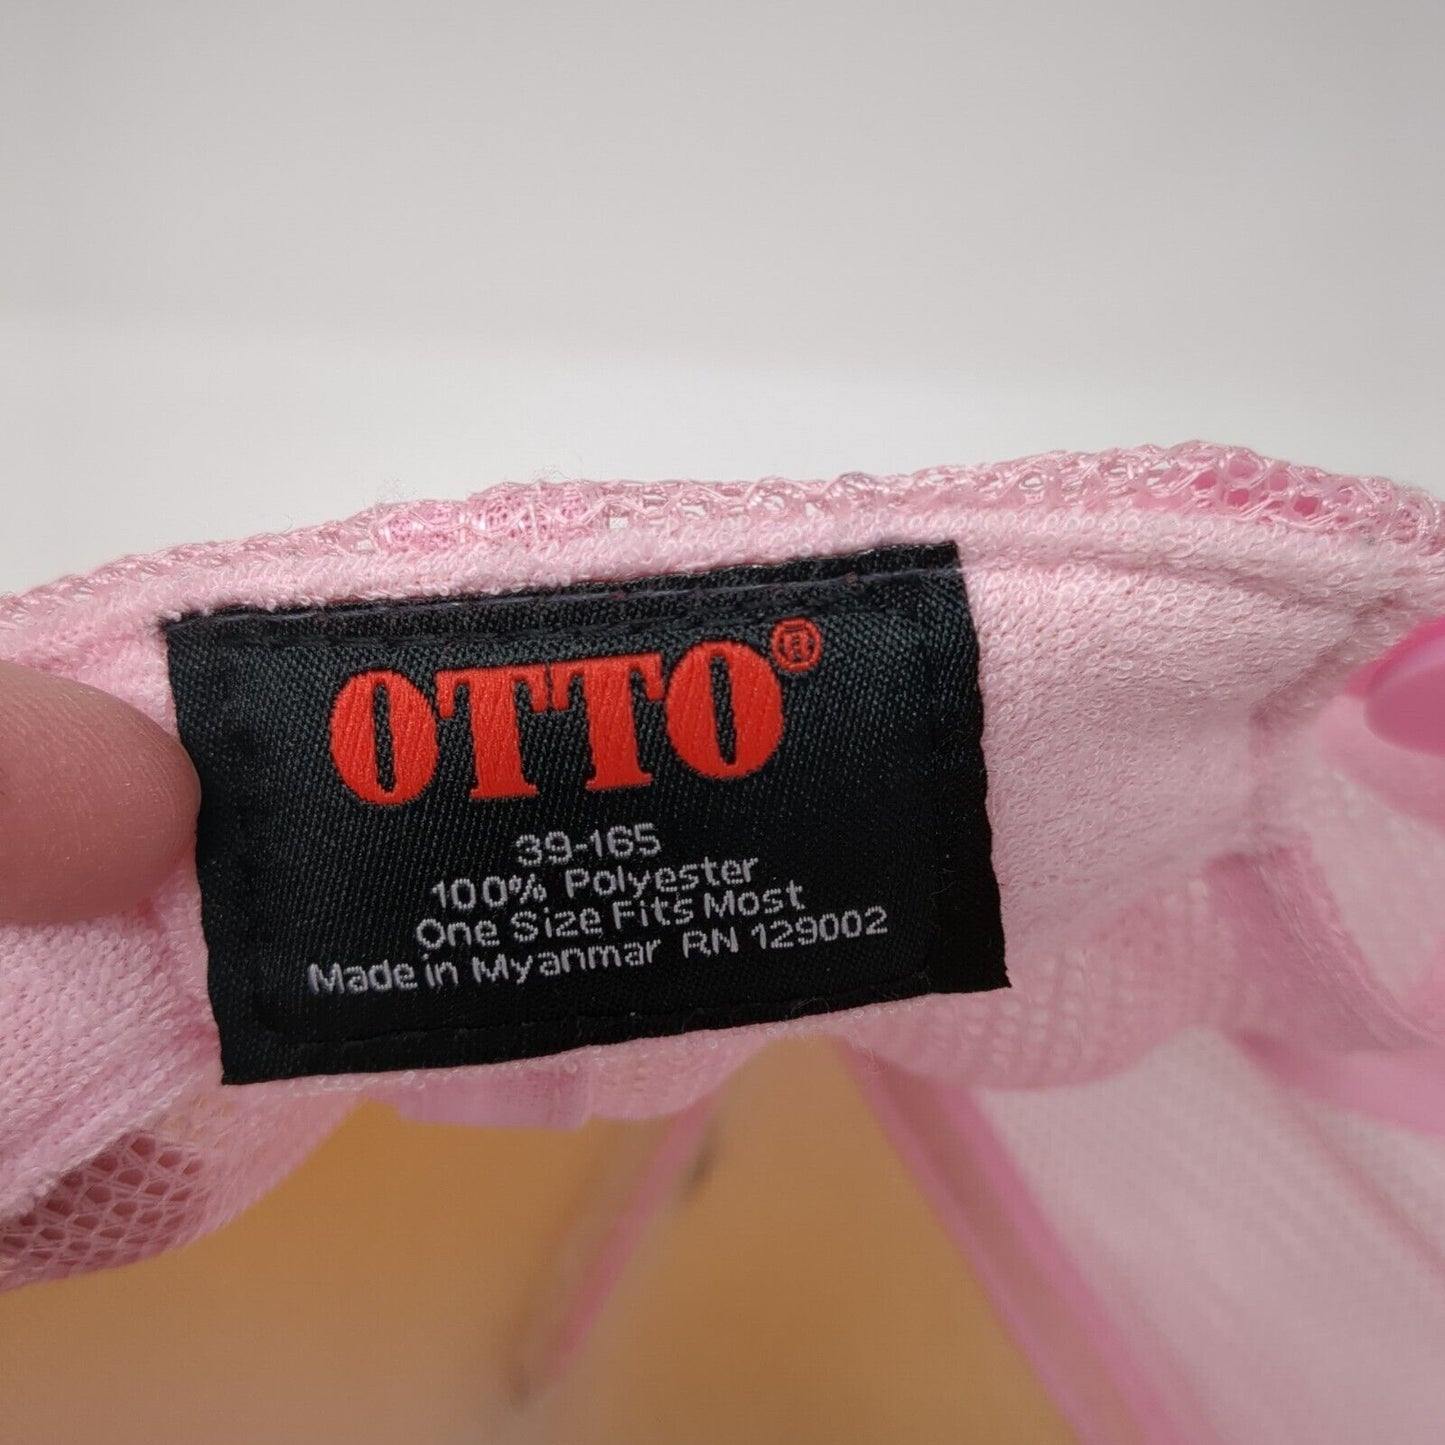 OTTO®
39-165
100% Polyester
One Size Fits Most
Made in Myanmar RN 129002